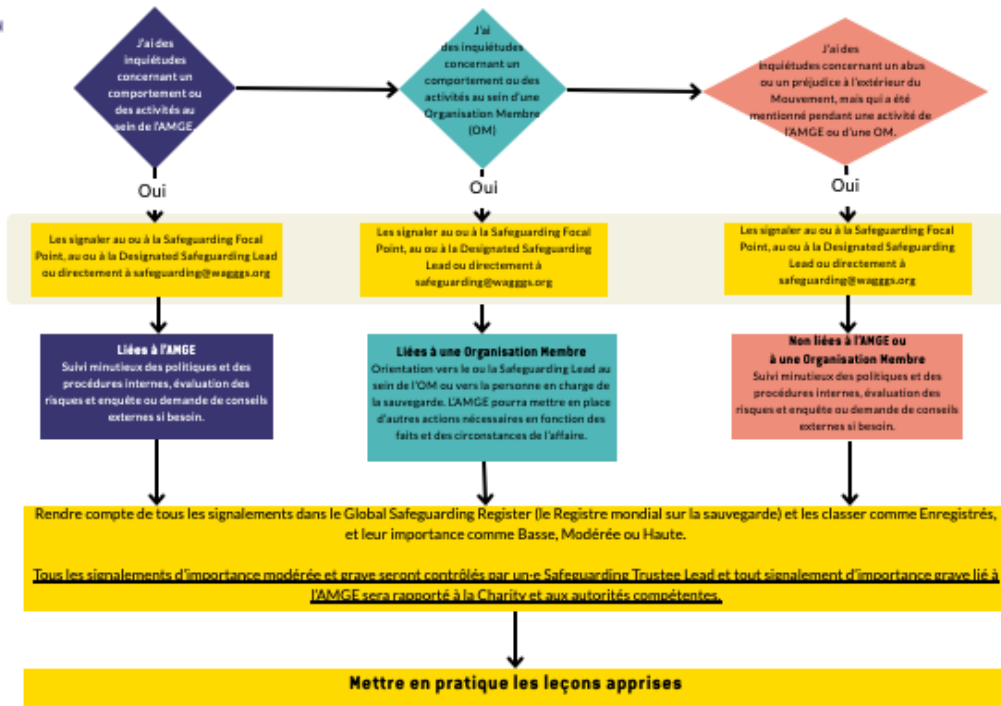 J'ai des
inquiétudes
concernant un
comportement ou
des activités au
sein de l'AMGE.
J'ai
des inquiétudes
concernant un
comportement ou des
activités au sein d'une
Organisation Membre
(OM)
J'ai des
inquiétudes concernant un abus
ou un préjudice à l'extérieur du
Mouvement, mais qui a été
mentionné pendant une activité de
l'AMGE ou d'une OM.
Oui
Oui
Oui
Les signaler au ou à la Safeguarding Focal
Point, au ou à la Designated Safeguarding Lead
ou directement à safeguarding@wagggs.org
Les signaler au ou à la Safeguarding Focal
Point, au ou à la Designated Safeguarding
Lead ou directement à
safeguarding@wagggs.org
Les signaler au ou à la Safeguarding Focal
Point, au ou à la Designated Safeguarding
Lead ou directement à
safeguarding@wagggs.org
Liées à l'AMGE
Suivi minutieux des politiques et des
procédures internes, évaluation des
risques et enquête ou demande de conseils
externes si besoin.
Liées à une Organisation Membre
Orientation vers le ou la Safeguarding Lead au
sein de l'OM ou vers la personne en charge de
la sauvegarde. L'AMGE pourra mettre en place
d'autres actions nécessaires en fonction des
faits et des circonstances de l'affaire.
Non liées à l'AMGE ou
à une Organisation Membre
Suivi minutieux des politiques et des
procédures internes, évaluation des
risques et enquête ou demande de conseils
externes si besoin.
Rendre compte de tous les signalements dans le Global Safeguarding Register (le Registre mondial sur la sauvegarde) et les classer comme Enregistrés,
et leur importance comme Basse, Modérée ou Haute.
Tous les signalements d'importance modérée et grave seront contrôlés par un·e Safeguarding Trustee Lead et tout signalement d'importance grave lié à
l'AMGE sera rapporté à la Charity et aux autorités compétentes.
Mettre en pratique les leçons apprises